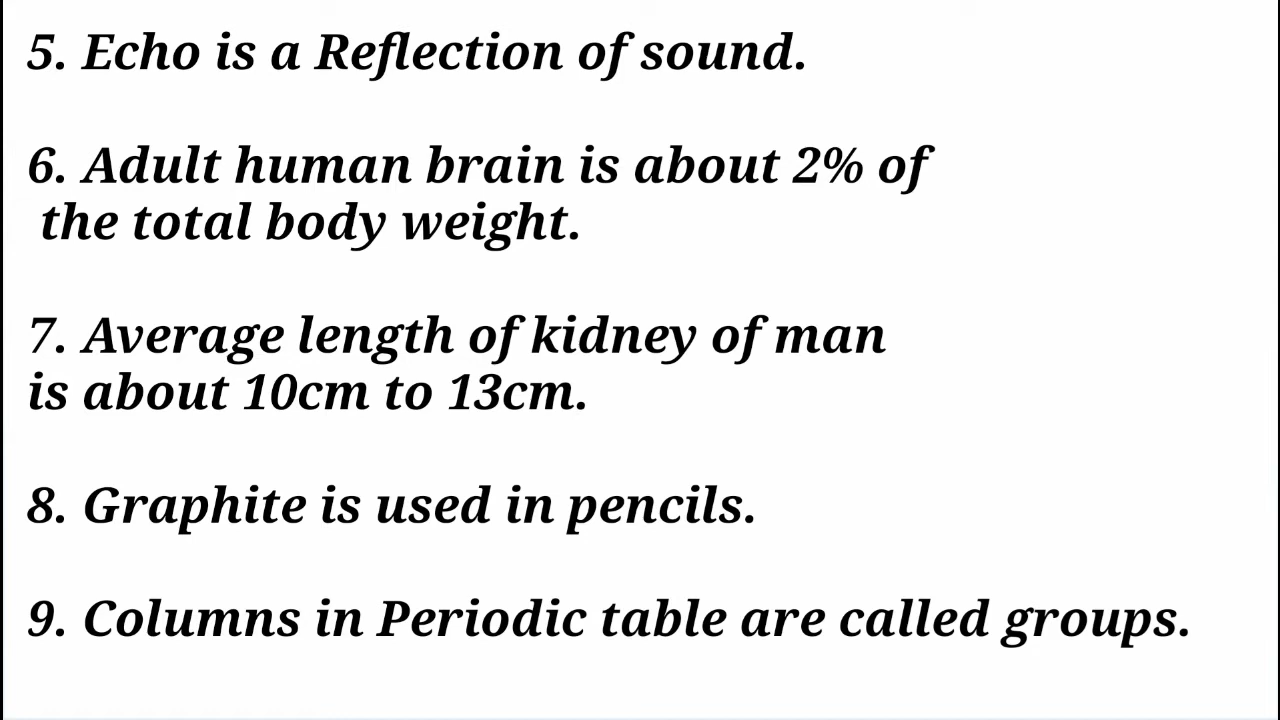 5. Echo is a Reflection of sound.
6. Adult human brain is about 2% of
the total body weight.
7. Average length of kidney of man
is about 10cm to 13cm.
8. Graphite is used in pencils.
9. Columns in Periodic table are called groups.